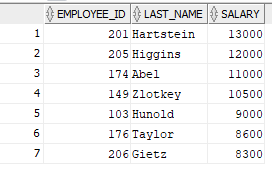 EMPLOYEE_ID LAST_NAME SALARY
1 201 Hartstein 13000
2 205 Higgins 12000
3 174 Abel 11000
4 149 Zlotkey 10500
5 103 Hunold 9000
6 176 Taylor 8600
7 206 Gietz 8300